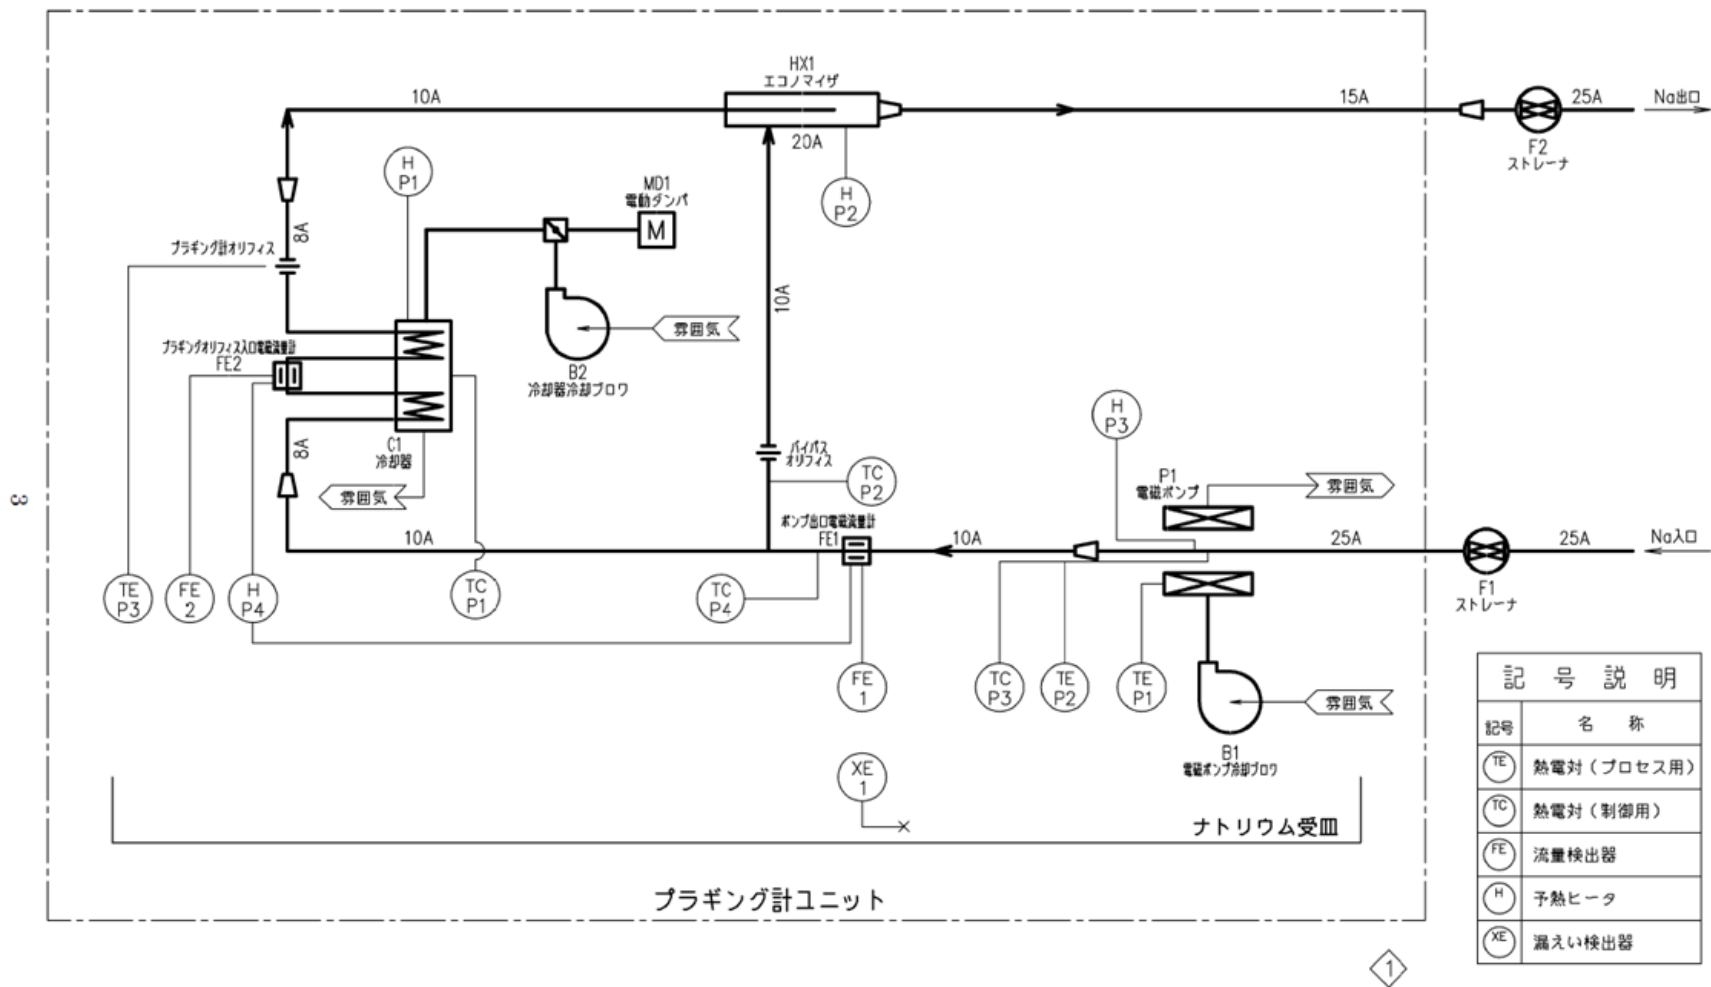 HX1
エコノマイザ
10A
15A
25A
Na出口
20A
F2
ストレーナ
H
P1
MD1
電動ダンパ
M
H
P2
8A
プラギング計オリフィス
10A
雰囲気
プラギングオリフィス入口電磁流量計
FE2
B2
冷却器冷却ブロワ
H
P3
8A
C1
冷却器
バイパス
オリフィス
TC
P2
P1
電磁ポンプ
雰囲気
雰囲気
ポンプ出口電磁流量計
FE1
10A
10A
25A
25A
Na入口
F1
ストレーナ
TE
P3
FE
2
H
P4
TC
P1
TC
P4
FE
1
TC
P3
TE
P2
TE
P1
雰囲気
B1
電磁ポンプ冷却ブロワ
XE
1
ナトリウム受皿
プラギング計ユニット
記号説明
記号 名称
TE 熱電対(プロセス用)
TC 熱電対(制御用)
FE 流量検出器
H 予熱ヒータ
XE 漏えい検出器
1
3